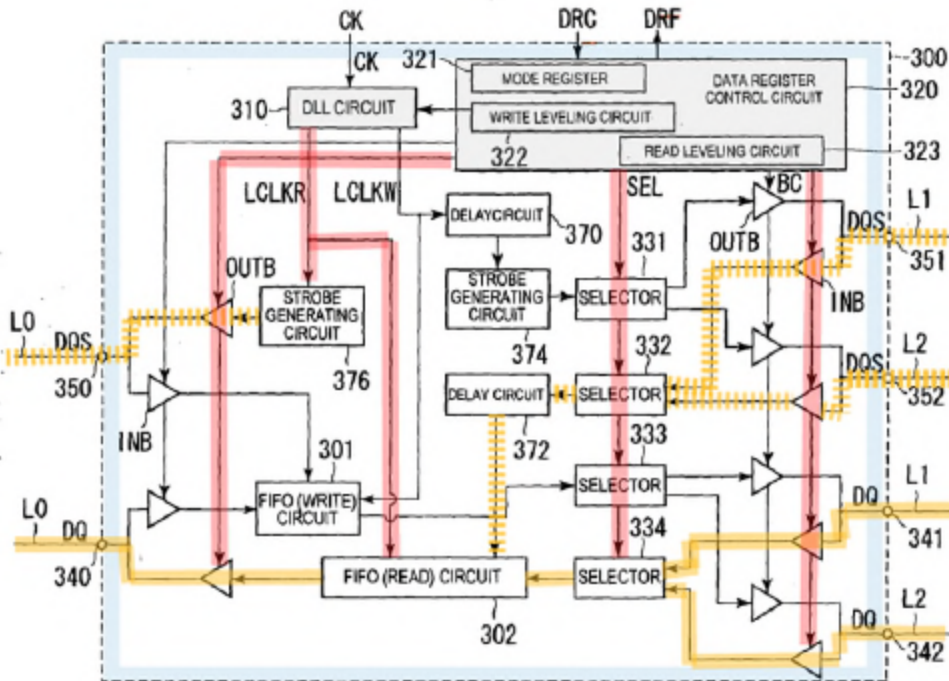 CK
DRC
DRF
CK
300
321
MODE REGISTER
DATA REGISTER
CONTROL CIRCUIT
320
310
DLL CIRCUIT
WRITE LEVELING CIRCUIT
322
READ LEVELING CIRCUIT
323
LCLKR
LCLKW
SEL
BC
DELAYCIRCUIT
370
331
OUTB
DQS
L1
351
OUTB
STROBE
GENERATING
CIRCUIT
376
STROBE
GENERATING
CIRCUIT
374
SELECTOR
INB
L0
DQS
350
332
L2
DQS
352
DELAY CIRCUIT
372
SELECTOR
INB
301
333
FIFO (WRITE)
CIRCUIT
SELECTOR
L1
DQ
341
L0
DQ
340
334
FIFO (READ) CIRCUIT
302
SELECTOR
L2
DQ
342